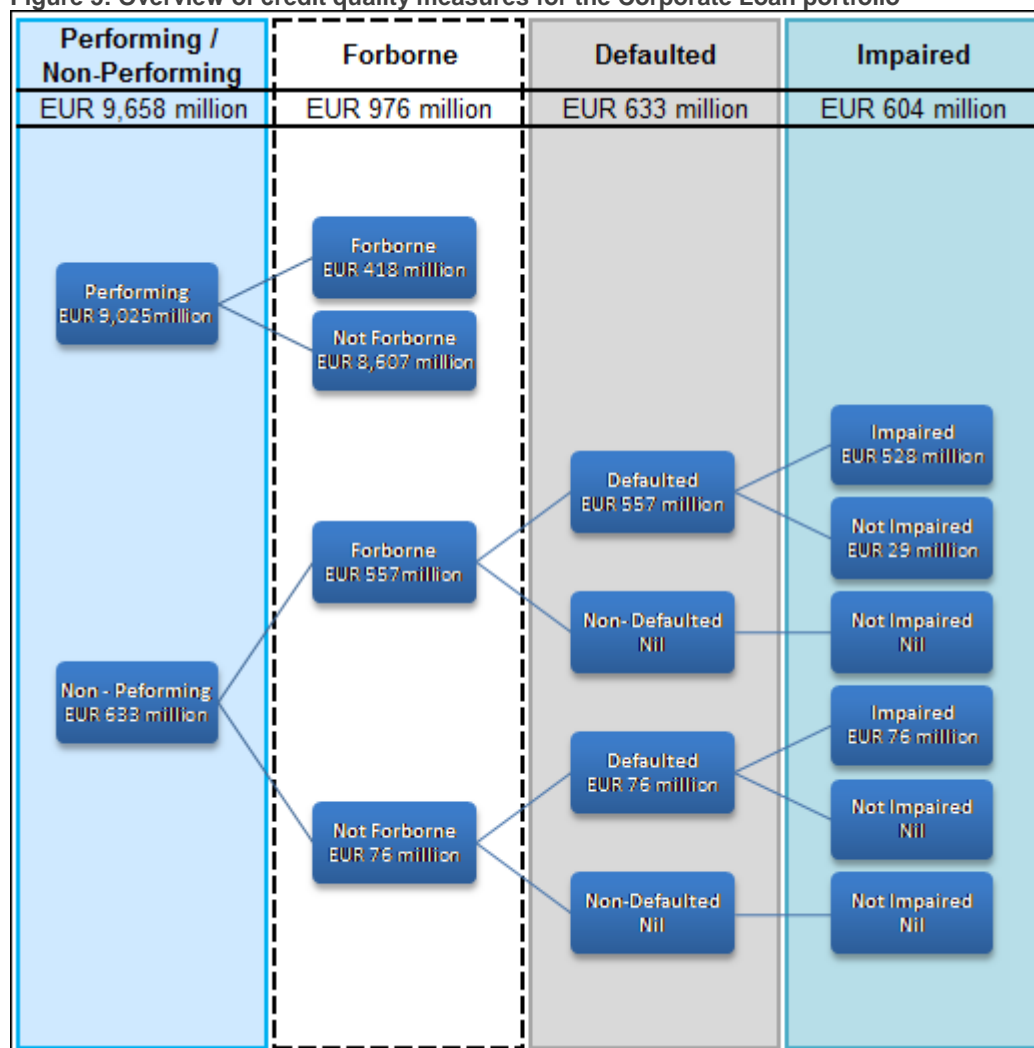 Figure 3: Overview of credit quality measures for the Corporate Loan portfolio
Performing /
Non-Performing
Forborne
Defaulted
Impaired
EUR 9,658 million
EUR 976 million
EUR 633 million
EUR 604 million
Performing
EUR 9,025million
Forborne
EUR 418 million
Not Forborne
EUR 8,607 million
Non - Peforming
EUR 633 million
Forborne
EUR 557million
Not Forborne
EUR 76 million
Defaulted
EUR 557 million
Non- Defaulted
Nil
Defaulted
EUR 76 million
Non-Defaulted
Nil
Impaired
EUR 528 million
Not Impaired
EUR 29 million
Not Impaired
Nil
Impaired
EUR 76 million
Not Impaired
Nil
Not Impaired
Nil